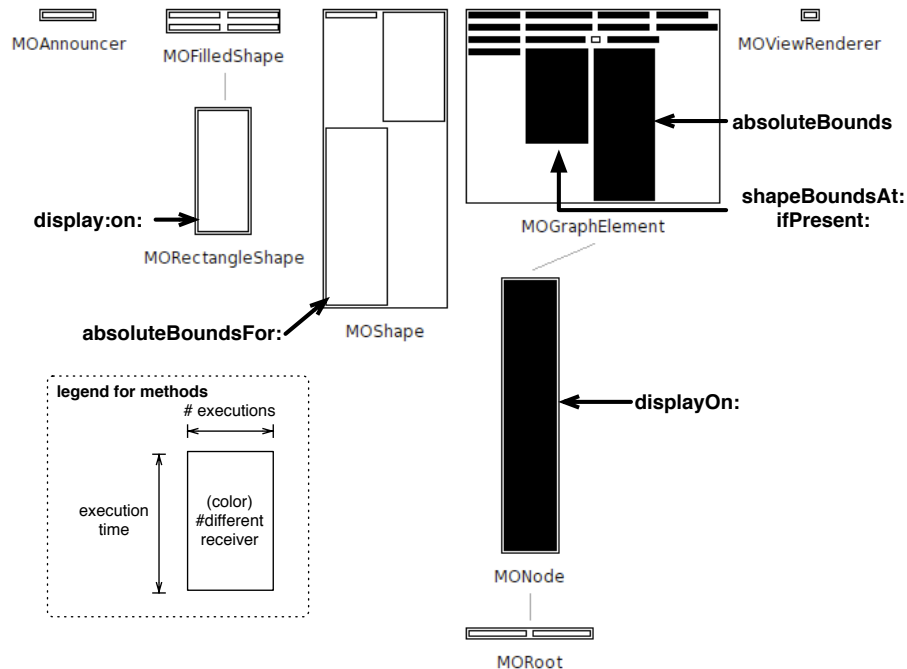 MOAnnouncer
MOFilledShape
MOViewRenderer
absoluteBounds
display:on:
shapeBoundsAt:
ifPresent:
MOGraphElement
MORectangleShape
absoluteBoundsFor:
MOShape
legend for methods
# executions
displayOn:
(color)
#different
receiver
execution
time
MONode
MORoot